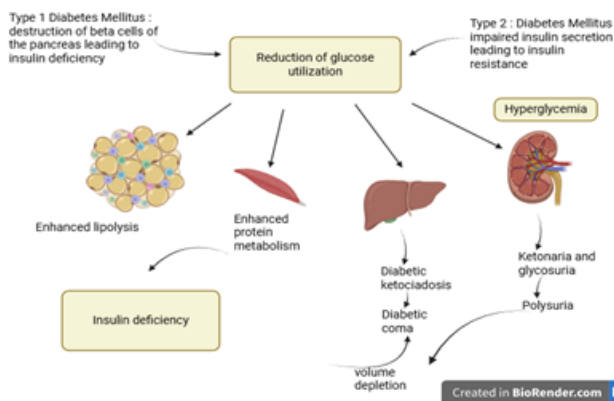 Type 1 Diabetes Mellitus :
destruction of beta cells of
the pancreas leading to
insulin deficiency
Reduction of glucose
utilization
Type 2 : Diabetes Mellitus
impaired insulin secretion
leading to insulin
resistance
Hyperglycemia
Enhanced lipolysis
Enhanced
protein
metabolism
Insulin deficiency
Diabetic
ketociadosis
Diabetic
coma
volume
depletion
Ketonaria and
glycosuria
Polysuria
Created in BioRender.com